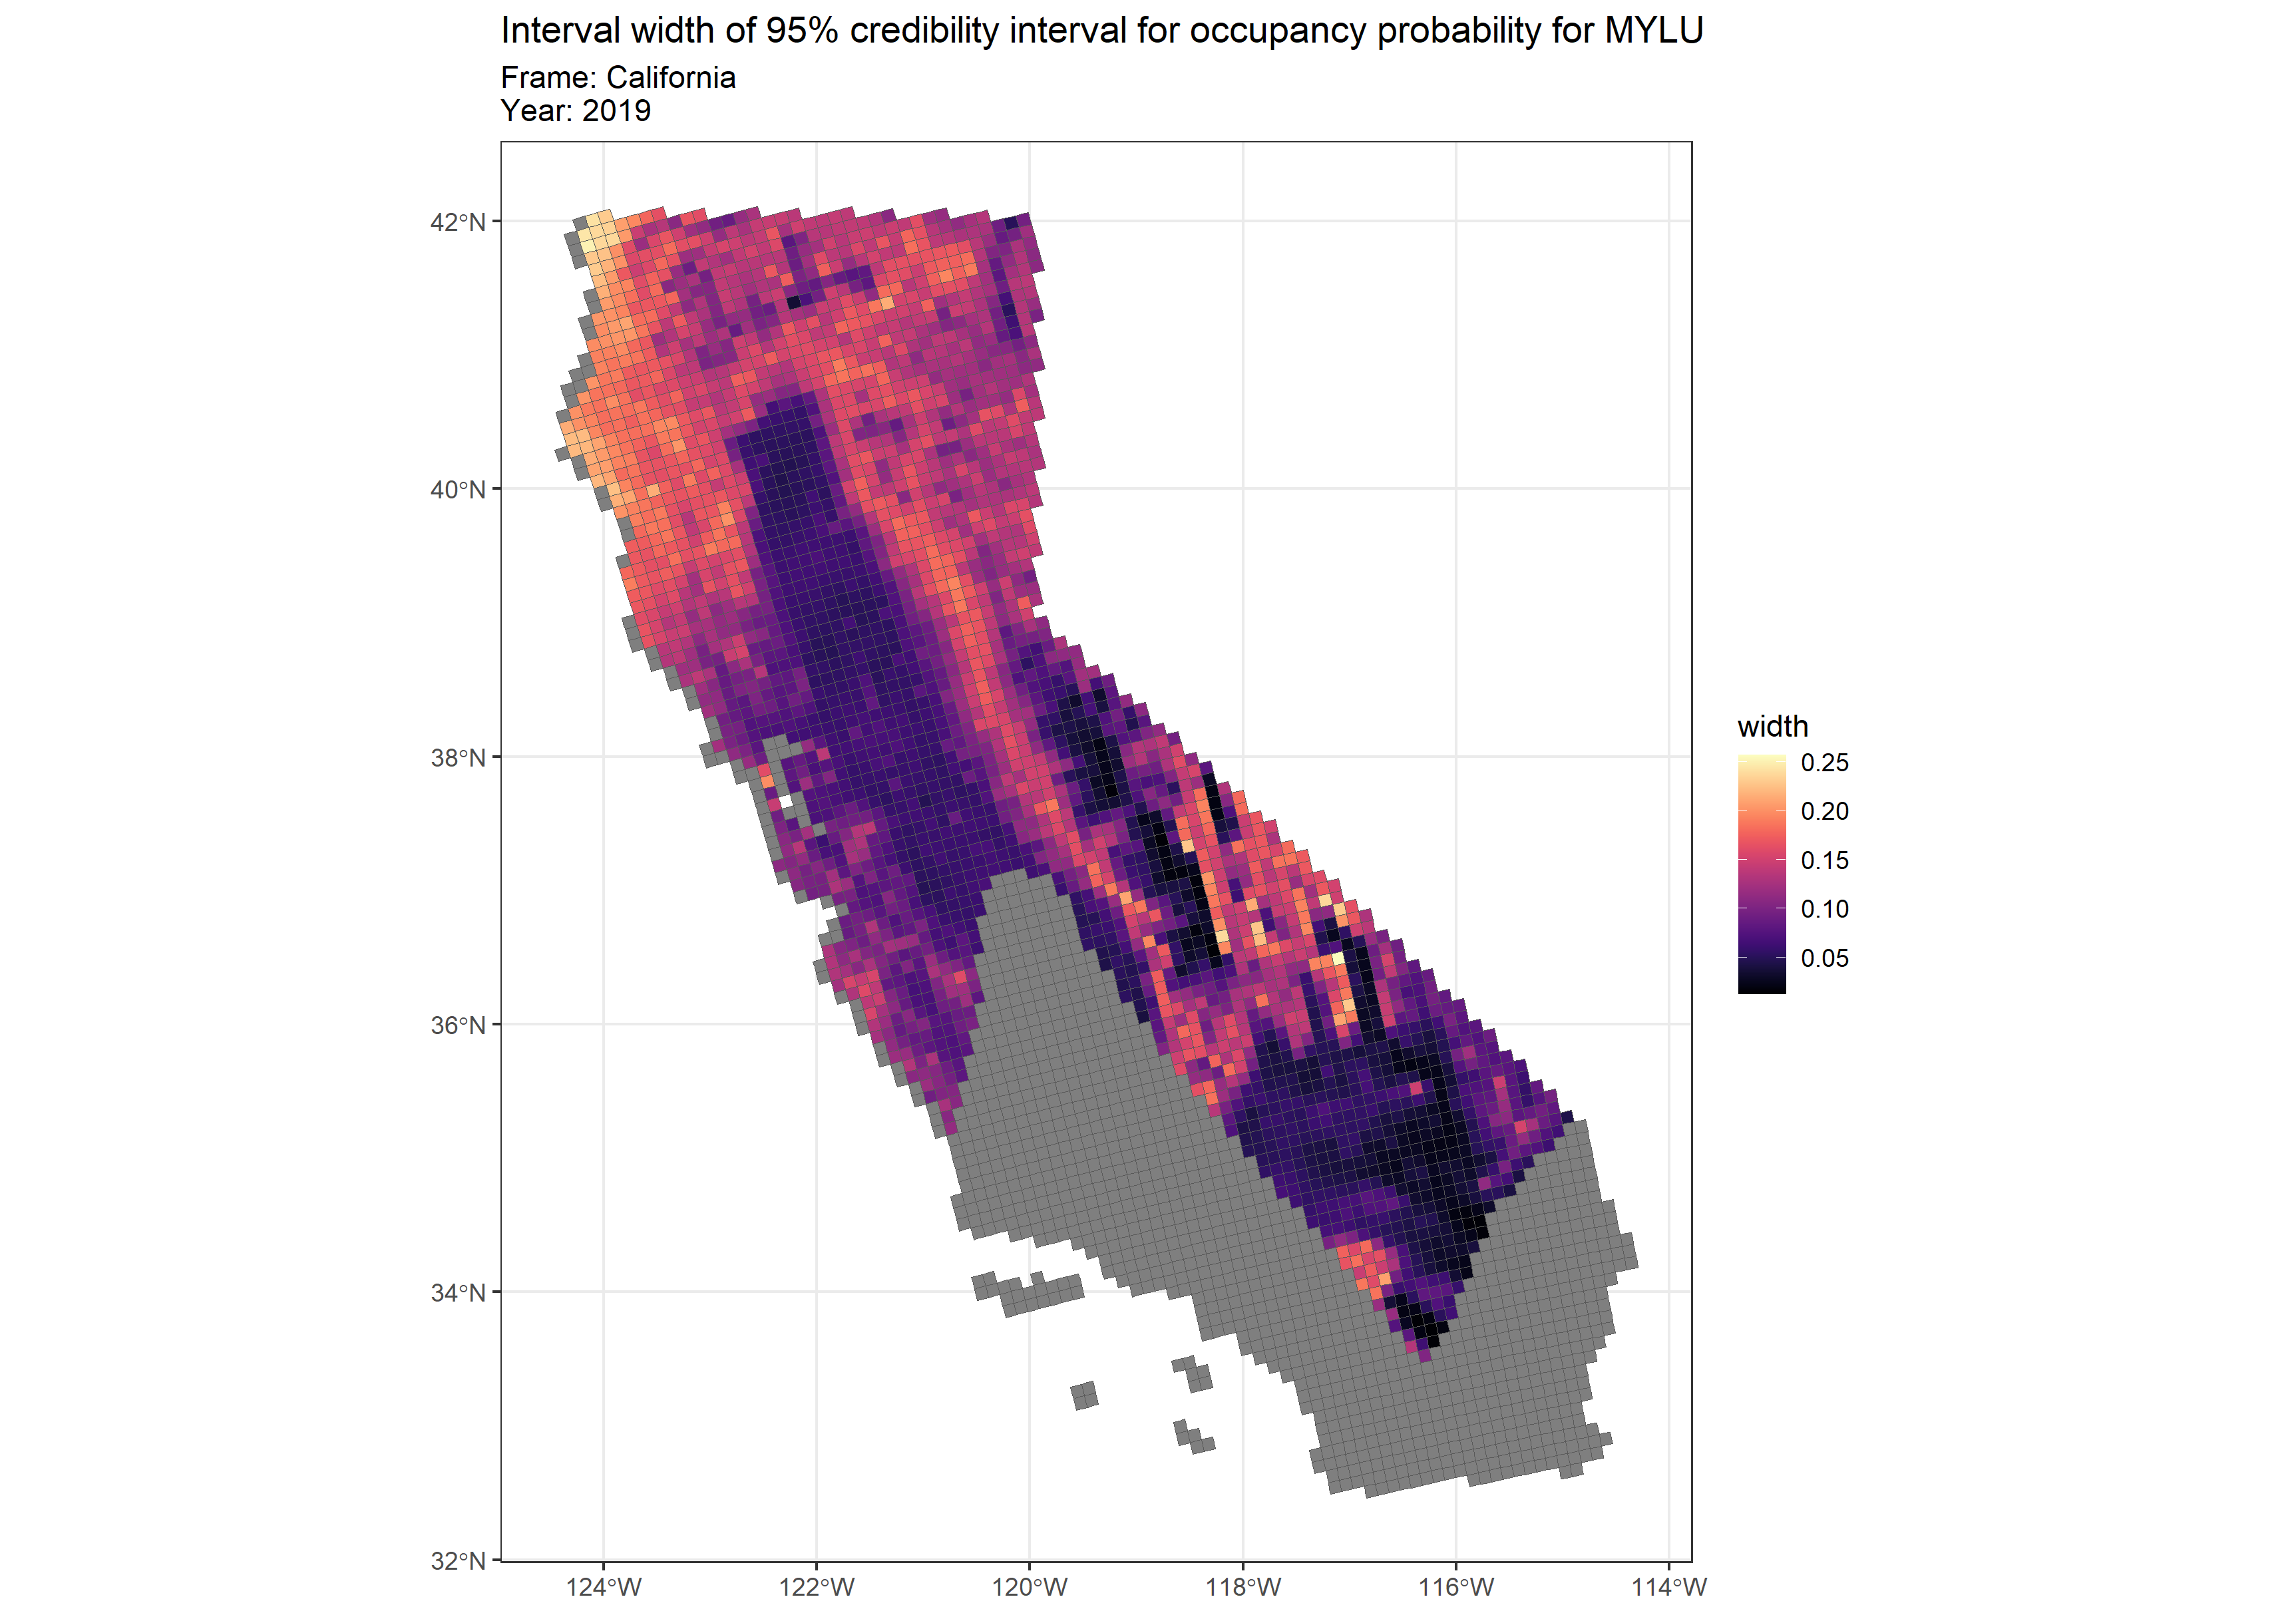 Interval width of 95% credibility interval for occupancy probability for MYLU
Frame: California
Year: 2019
42°N
40°N
38°N
36°N
34°N
32°N
124°W
122°W
120°W
118°W
116°W
114°W
width
0.25
0.20
0.15
0.10
0.05